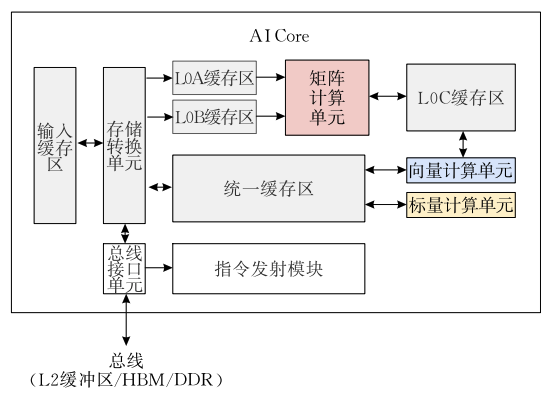 AI Core
输入
缓存
区
存储
转换
单元
L0A缓存区
L0B缓存区
矩阵
计算
单元
L0C缓存区
统一缓存区
向量计算单元
标量计算单元
总线
接口
单元
指令发射模块
总线
（L2缓冲区/HBM/DDR）